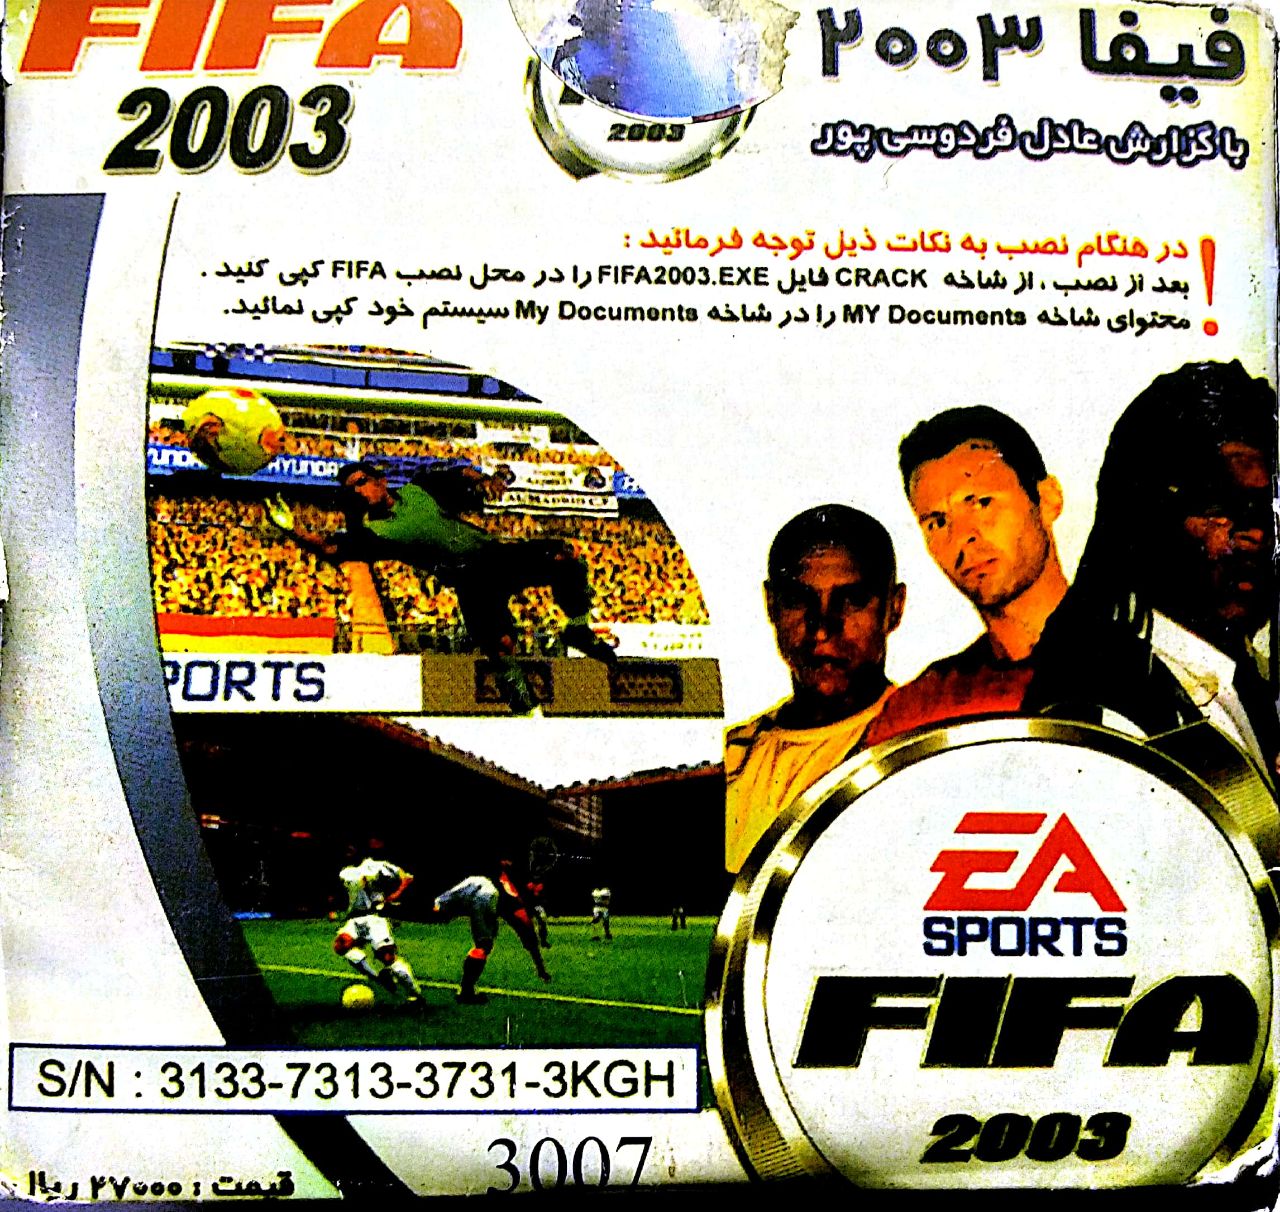 FIFA
2003
2003
فیفا ۲۰۰۳
با گزارش عادل فردوسی پور
در هنگام نصب به نکات ذیل توجه فرمائید :
بعد از نصب ، از شاخه CRACK فایل FIFA2003.EXE را در محل نصب FIFA کپی کنید .
محتوای شاخه MY Documents را در شاخه My Documents سیستم خود کپی نمائید.
HYUNDAI
PORTS
EA
SPORTS
FIFA
2003
S/N : 3133-7313-3731-3KGH
3007
قیمت : ۲۷۰۰۰ ریال